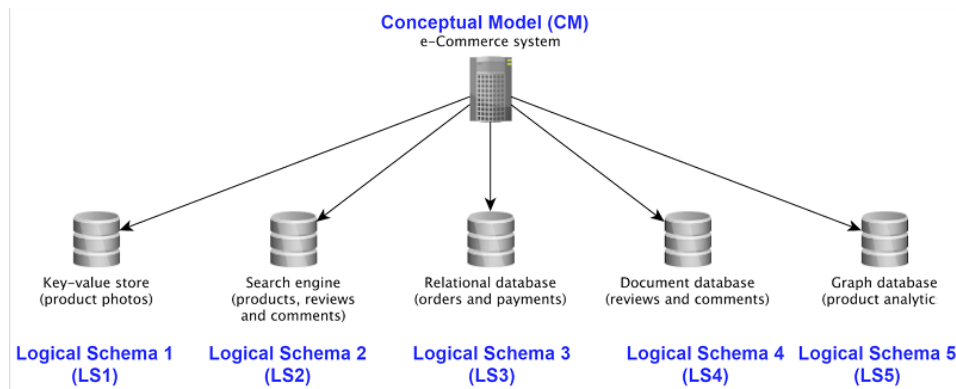 Conceptual Model (CM)
e-Commerce system
Key-value store
(product photos)
Search engine
(products, reviews
and comments)
Relational database
(orders and payments)
Document database
(reviews and comments)
Graph database
(product analytic
Logical Schema 1
(LS1)
Logical Schema 2
(LS2)
Logical Schema 3
(LS3)
Logical Schema 4
(LS4)
Logical Schema 5
(LS5)